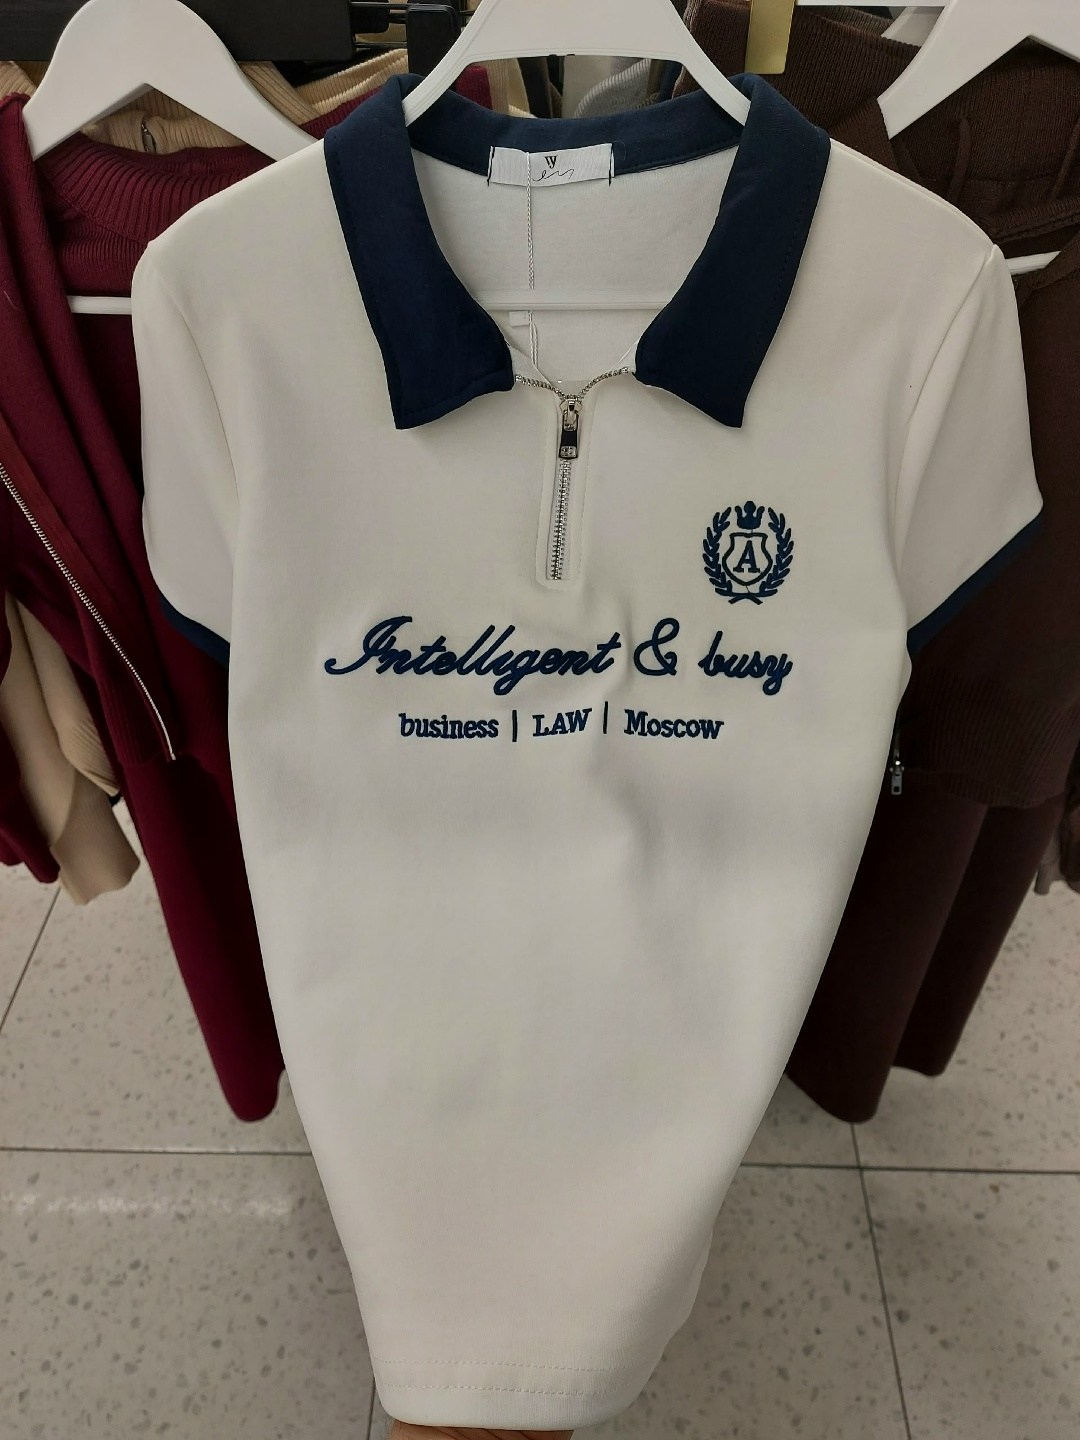 A
Intelligent & busy
business | LAW | Moscow